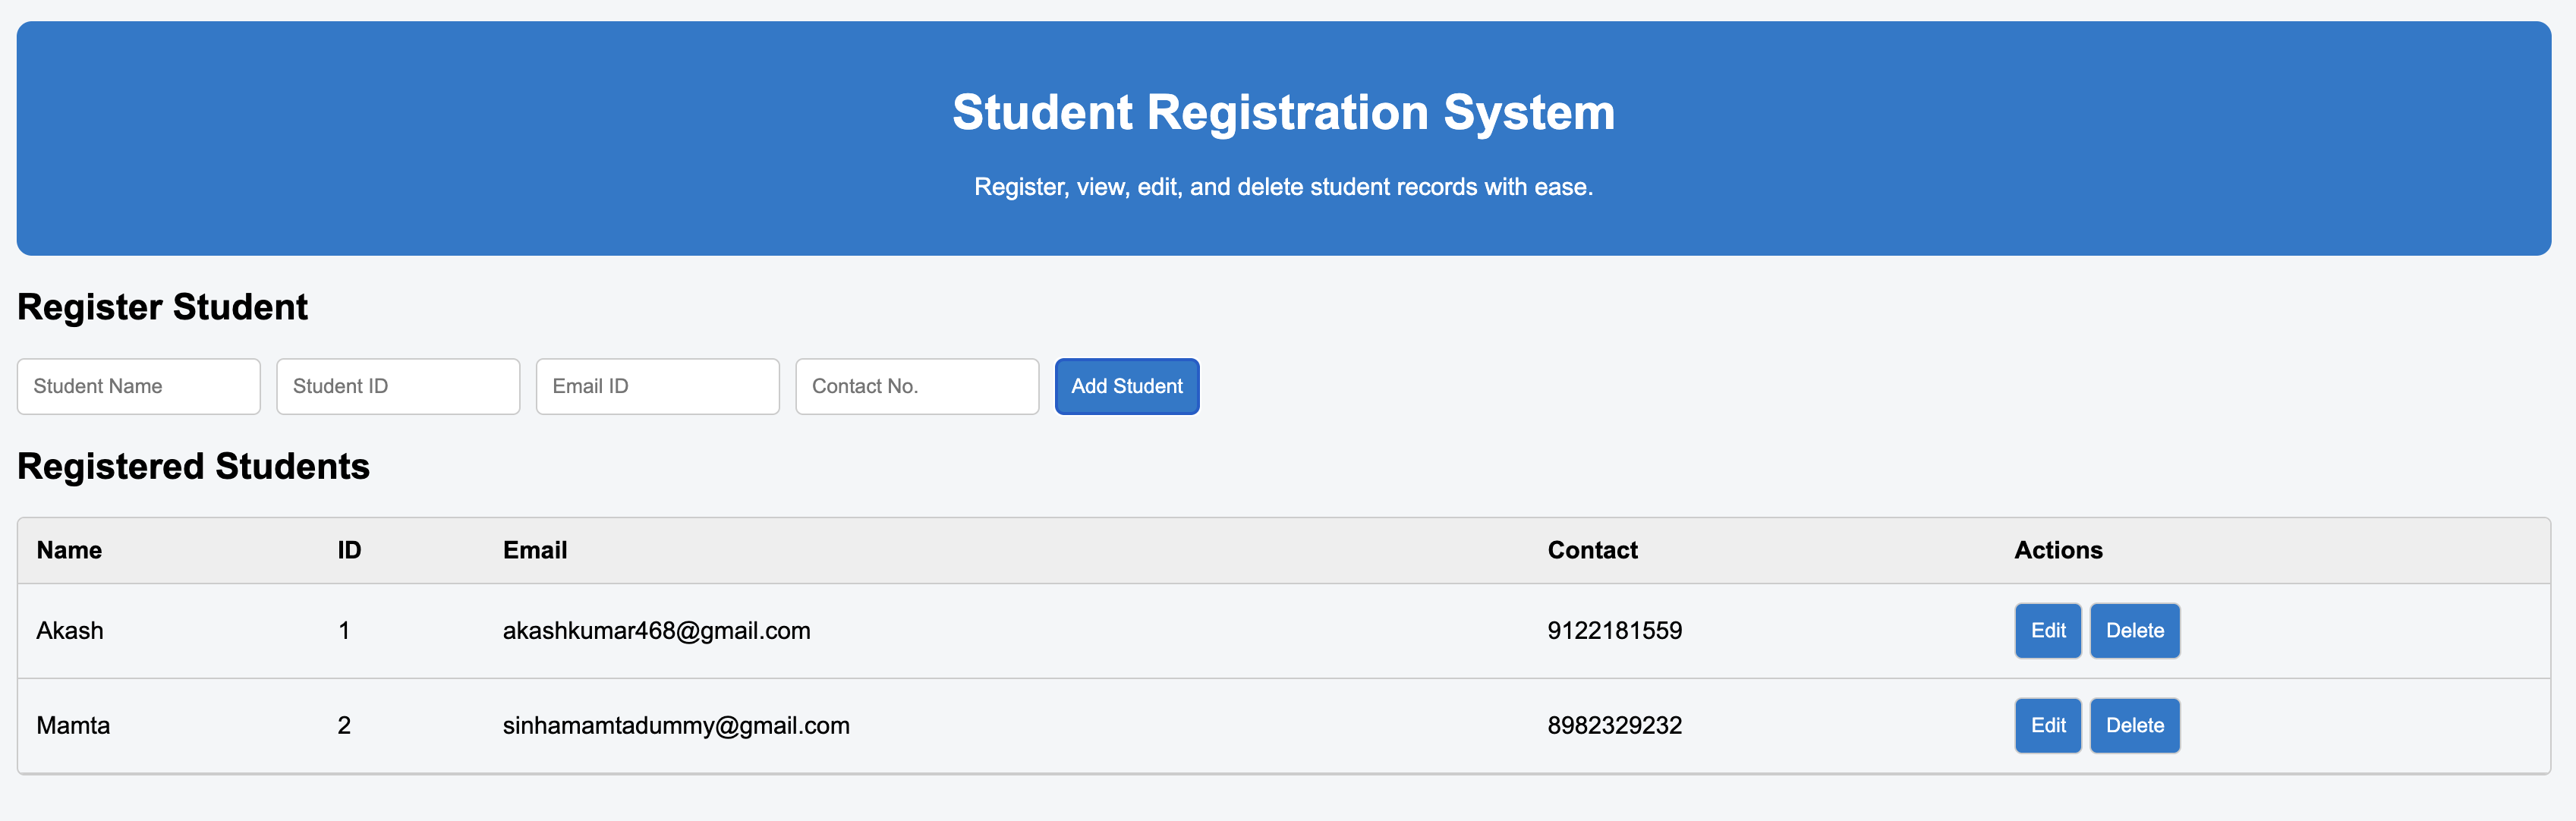 Student Registration System
Register, view, edit, and delete student records with ease.
Register Student
Student Name Student ID Email ID Contact No. Add Student
Registered Students
Name ID Email Contact Actions
Akash 1 akashkumar468@gmail.com 9122181559 Edit Delete
Mamta 2 sinhamamtadummy@gmail.com 8982329232 Edit Delete